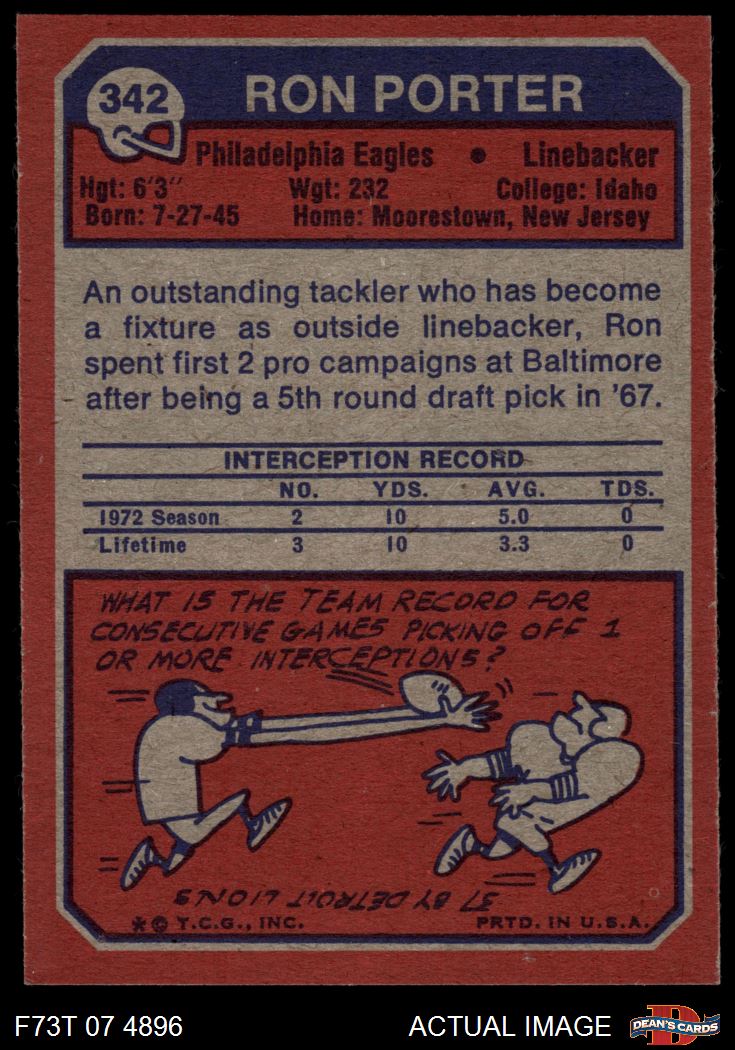 342
RON PORTER
Philadelphia Eagles • Linebacker
Hgt: 6'3" Wgt: 232 College: Idaho
Born: 7-27-45 Home: Moorestown, New Jersey
An outstanding tackler who has become
a fixture as outside linebacker, Ron
spent first 2 pro campaigns at Baltimore
after being a 5th round draft pick in '67.
INTERCEPTION RECORD
NO. YDS. AVG. TDS.
1972 Season 2 10 5.0 0
Lifetime 3 10 3.3 0
WHAT IS THE TEAM RECORD FOR
CONSECUTIVE GAMES PICKING OFF 1
OR MORE INTERCEPTIONS?
37 BY DETROIT LIONS
* © T.C.G., INC. PRTD. IN U.S.A.
F73T 07 4896 ACTUAL IMAGE D DEAN'S CARDS